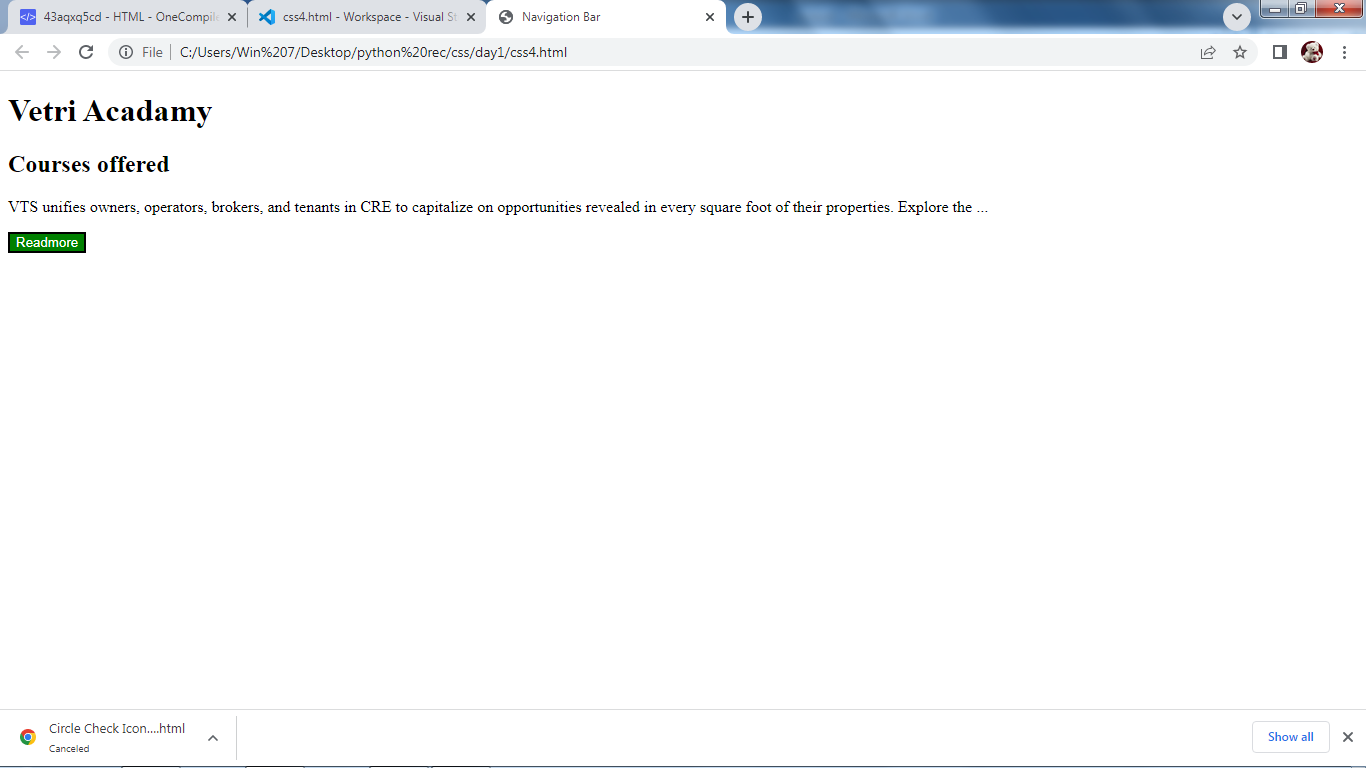 43aqxq5cd - HTML - OneCompile
css4.html - Workspace - Visual St
Navigation Bar
File
C:/Users/Win%207/Desktop/python%20rec/css/day1/css4.html
Vetri Acadamy
Courses offered
VTS unifies owners, operators, brokers, and tenants in CRE to capitalize on opportunities revealed in every square foot of their properties. Explore the ...
Readmore
Circle Check Icon....html
Canceled
Show all